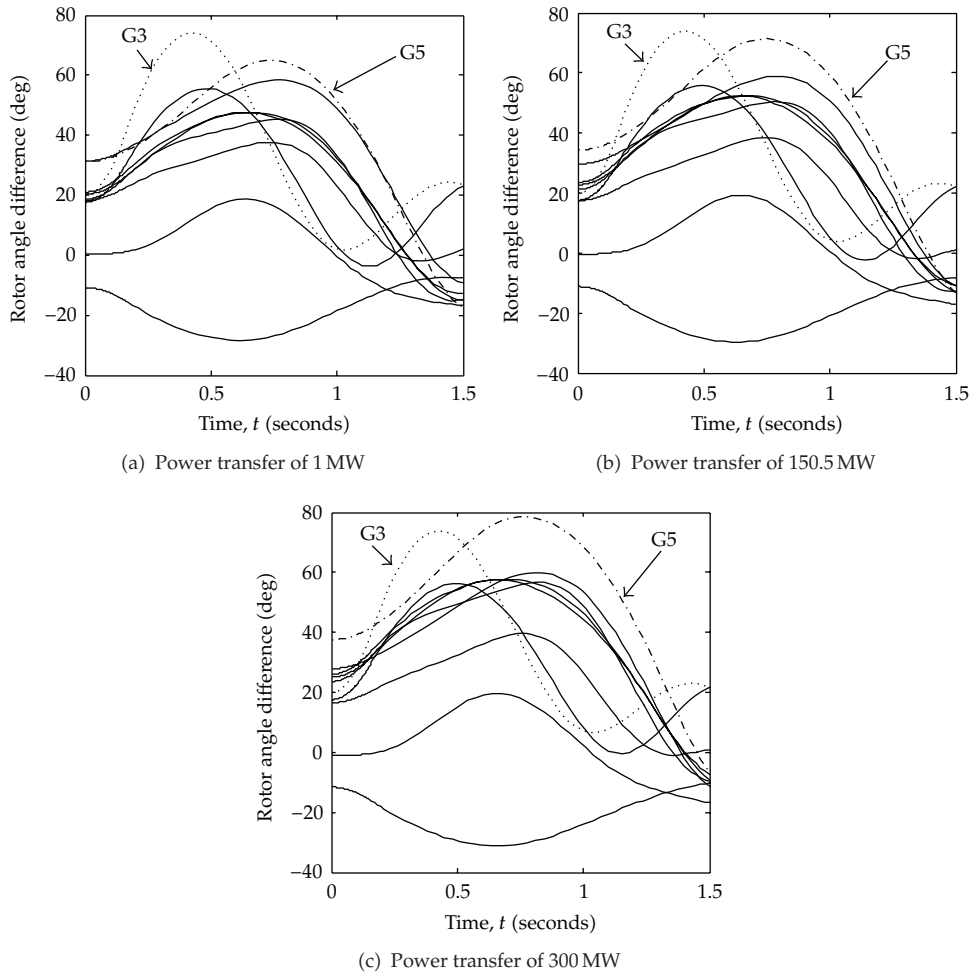 80
60
40
20
0
−20
−40
Rotor angle difference (deg)
G3
G5
0
0.5
1
1.5
Time, t (seconds)
(a) Power transfer of 1 MW
80
60
40
20
0
−20
−40
Rotor angle difference (deg)
G3
G5
0
0.5
1
1.5
Time, t (seconds)
(b) Power transfer of 150.5 MW
80
60
40
20
0
−20
−40
Rotor angle difference (deg)
G3
G5
0
0.5
1
1.5
Time, t (seconds)
(c) Power transfer of 300 MW